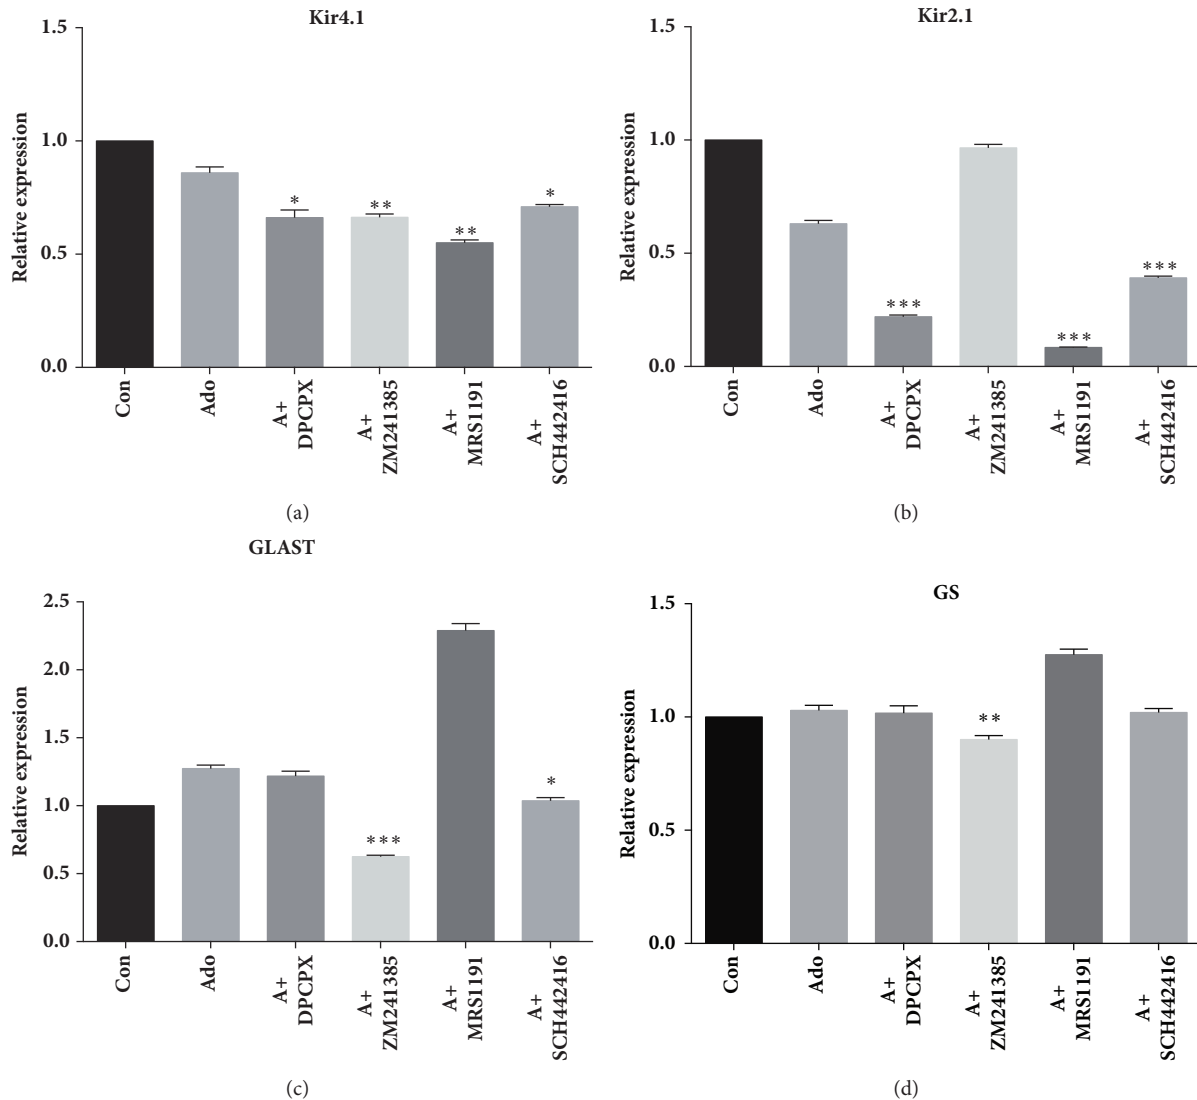 Kir4.1
1.5
1.0
0.5
0.0
Relative expression
*
**
**
*
Con
Ado
A+
DPCPX
A+
ZM241385
A+
MRS1191
A+
SCH442416
(a)
Kir2.1
1.5
1.0
0.5
0.0
Relative expression
***
***
***
Con
Ado
A+
DPCPX
A+
ZM241385
A+
MRS1191
A+
SCH442416
(b)
GLAST
2.5
2.0
1.5
1.0
0.5
0.0
Relative expression
***
*
Con
Ado
A+
DPCPX
A+
ZM241385
A+
MRS1191
A+
SCH442416
(c)
GS
1.5
1.0
0.5
0.0
Relative expression
**
Con
Ado
A+
DPCPX
A+
ZM241385
A+
MRS1191
A+
SCH442416
(d)